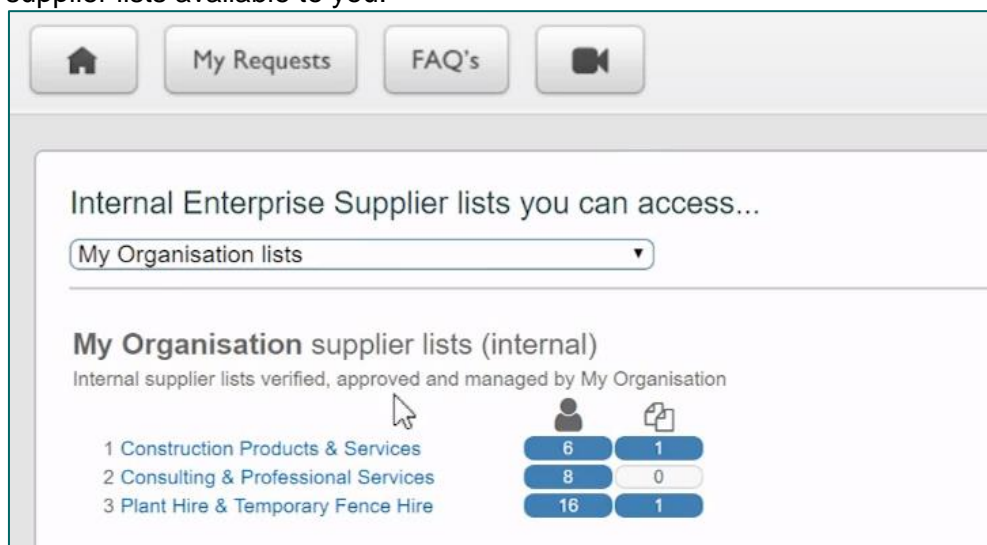 supplier lists available to you.
My Requests FAQ's
Internal Enterprise Supplier lists you can access...
My Organisation lists
My Organisation supplier lists (internal)
Internal supplier lists verified, approved and managed by My Organisation
1 Construction Products & Services 6 1
2 Consulting & Professional Services 8 0
3 Plant Hire & Temporary Fence Hire 16 1